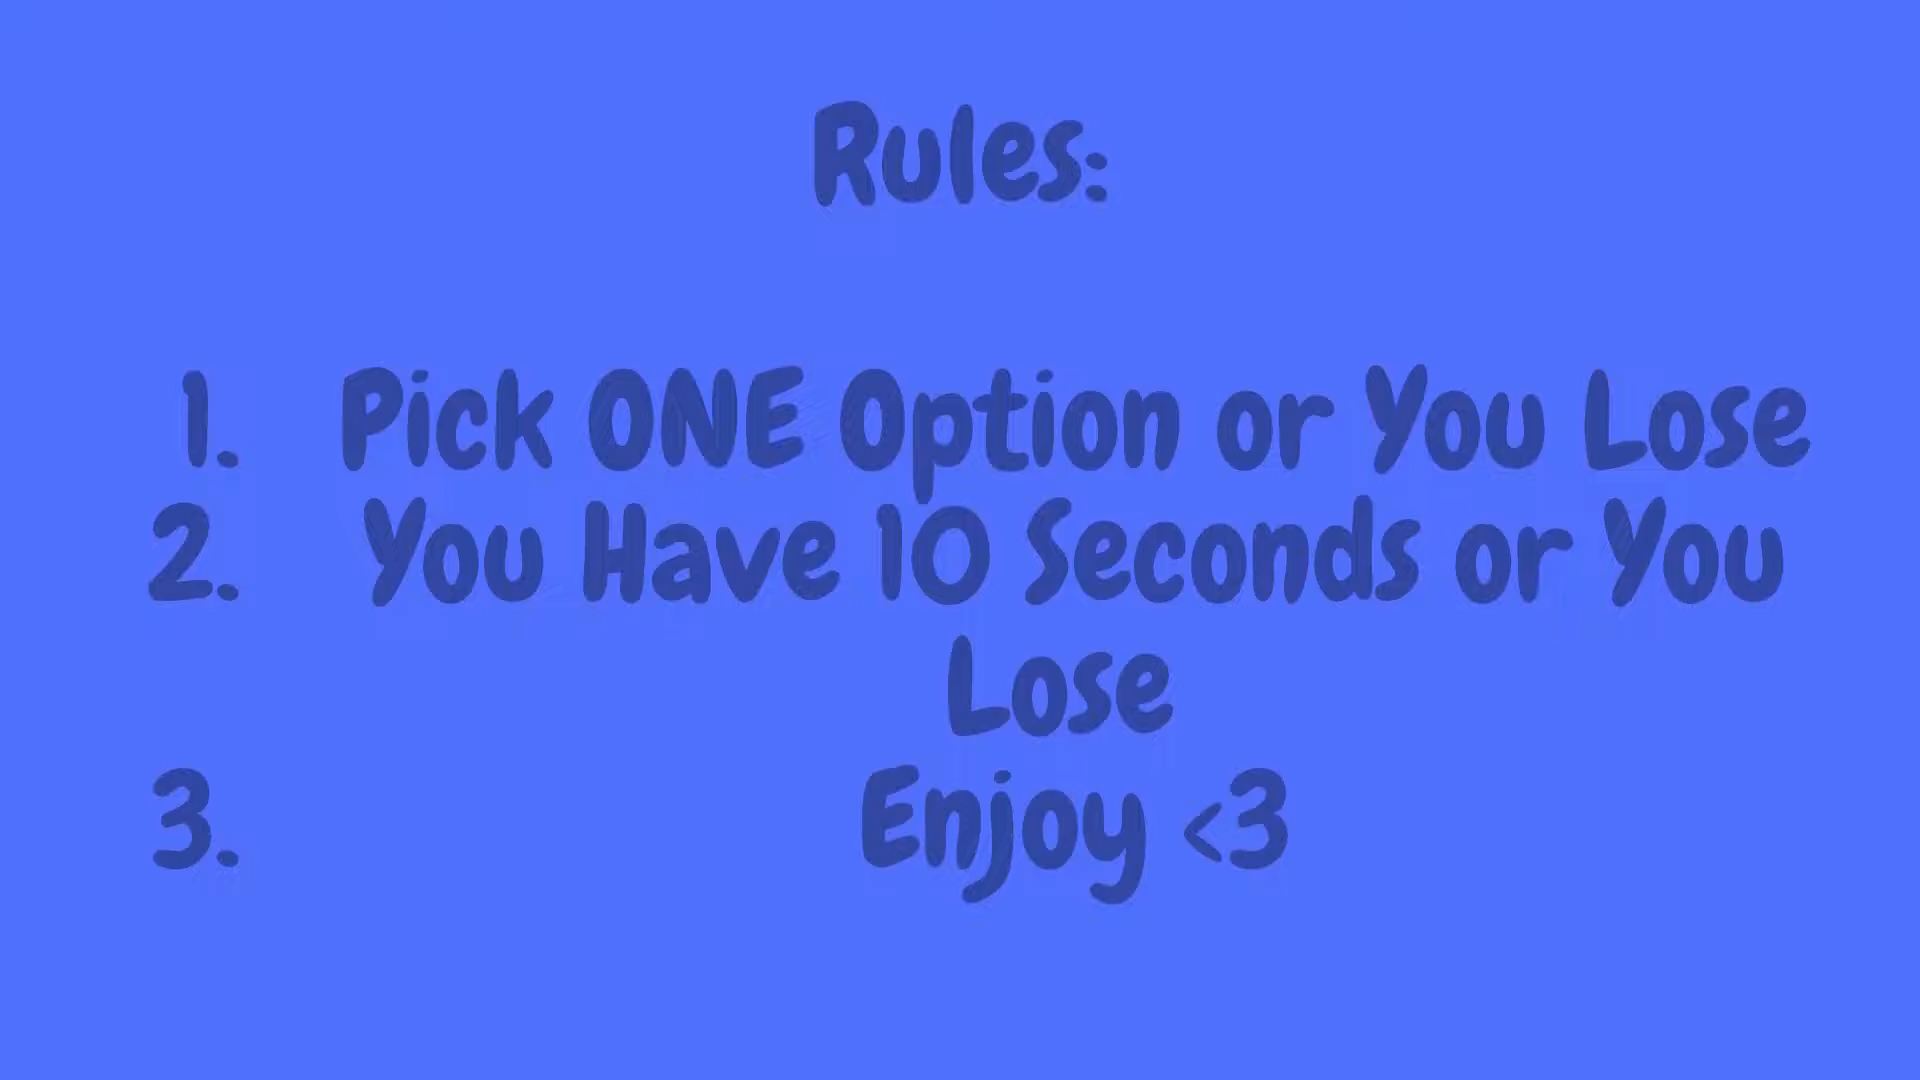 Rules:
1. Pick ONE Option or You Lose
2. You Have 10 Seconds or You
Lose
3. Enjoy <3